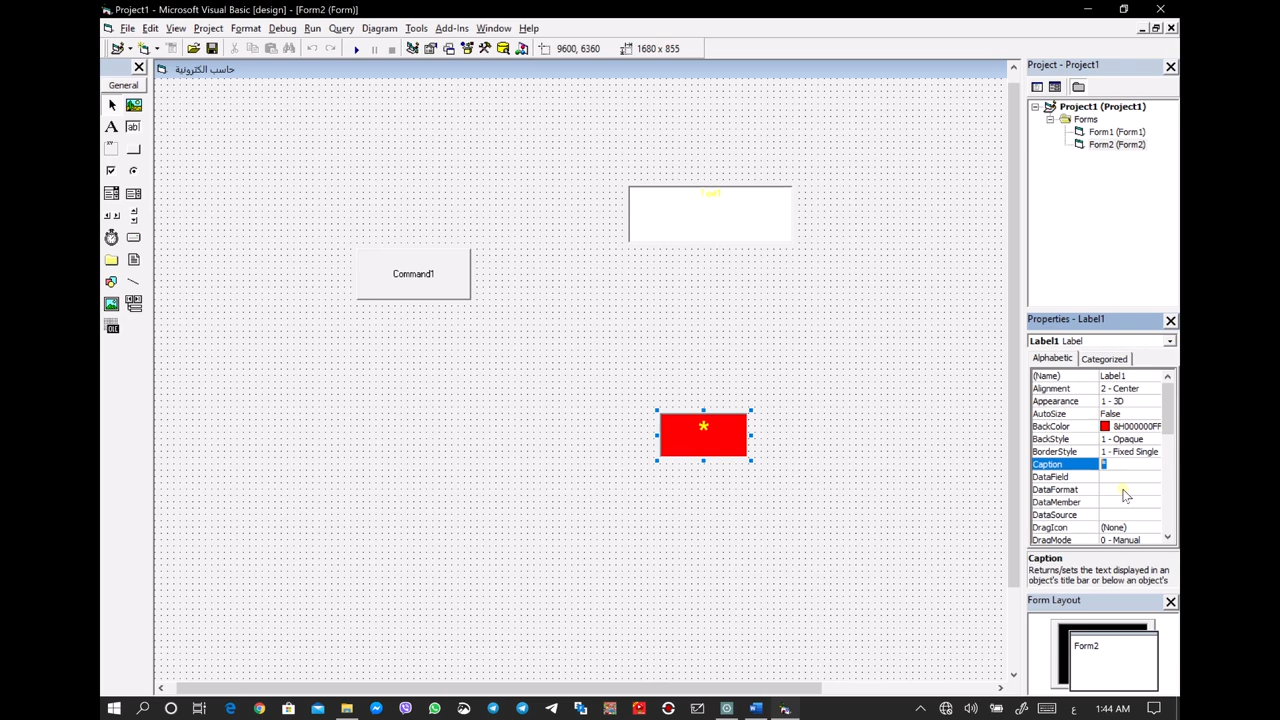 Project1 - Microsoft Visual Basic [design] - [Form2 (Form)]
File Edit View Project Format Debug Run Query Diagram Tools Add-Ins Window Help
9600, 6360 1680 x 855
General
حاسب الكترونية
Text1
Command1
*
Project - Project1
Project1 (Project1)
Forms
Form1 (Form1)
Form2 (Form2)
Properties - Label1
Label1 Label
Alphabetic Categorized
(Name) Label1
Alignment 2 - Center
Appearance 1 - 3D
AutoSize False
BackColor &H000000FF
BackStyle 1 - Opaque
BorderStyle 1 - Fixed Single
Caption *
DataField
DataFormat
DataMember
DataSource
DragIcon (None)
DragMode 0 - Manual
Caption
Returns/sets the text displayed in an
object's title bar or below an object's
Form Layout
Form2
1:44 AM